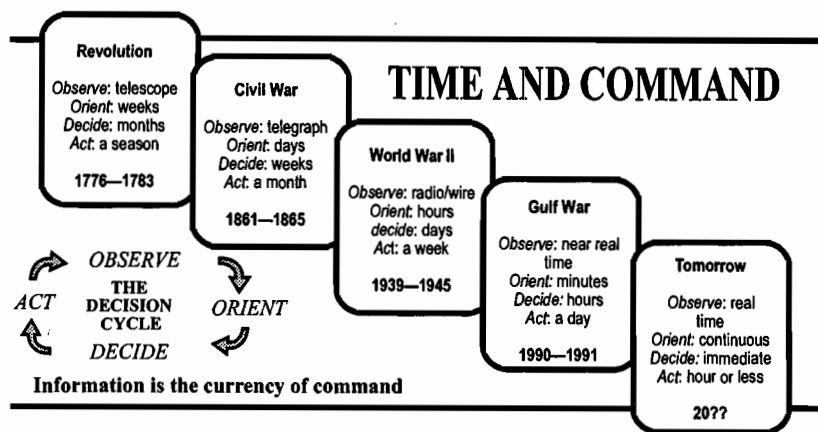 TIME AND COMMAND
Revolution
Observe: telescope
Orient: weeks
Decide: months
Act: a season
1776—1783
Civil War
Observe: telegraph
Orient: days
Decide: weeks
Act: a month
1861—1865
World War II
Observe: radio/wire
Orient: hours
decide: days
Act: a week
1939—1945
Gulf War
Observe: near real
time
Orient: minutes
Decide: hours
Act: a day
1990—1991
Tomorrow
Observe: real
time
Orient: continuous
Decide: immediate
Act: hour or less
20??
OBSERVE
THE
DECISION
CYCLE
ACT
ORIENT
DECIDE
Information is the currency of command